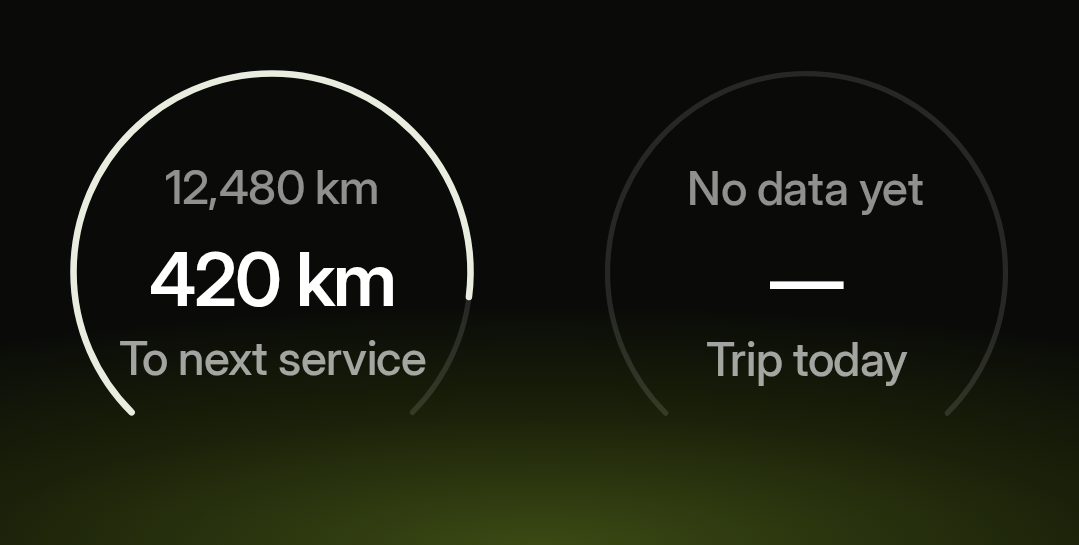 12,480 km
420 km
To next service
No data yet
—
Trip today